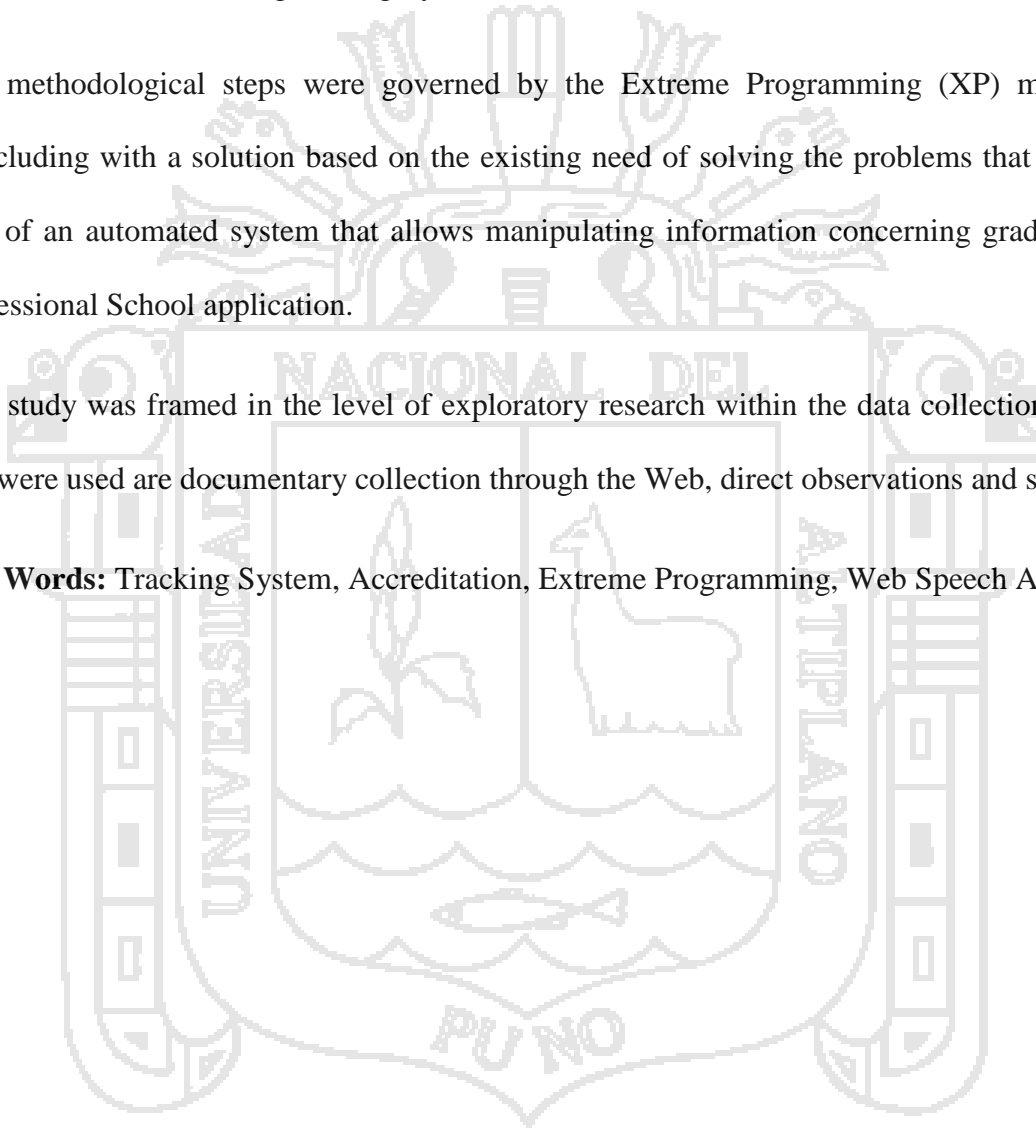 methodological steps were governed by the Extreme Programming (XP)
cluding with a solution based on the existing need of solving the problems that
of an automated system that allows manipulating information concerning grad
essional School application.
NACIONAL DEL
study was framed in the level of exploratory research within the data collection
were used are documentary collection through the Web, direct observations and s
Words: Tracking System, Accreditation, Extreme Programming, Web Speech A
UNIVERSIDAD
ALTIPLANO
PUNO